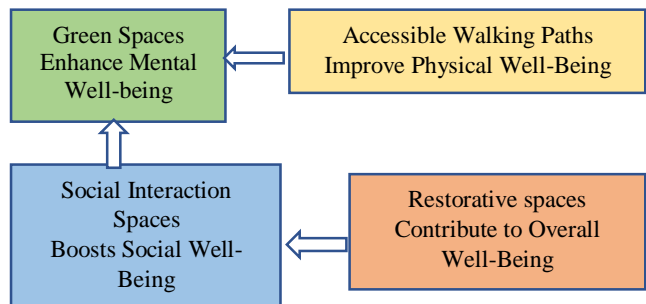 Green Spaces
Enhance Mental
Well-being
Accessible Walking Paths
Improve Physical Well-Being
Social Interaction
Spaces
Boosts Social Well-
Being
Restorative spaces
Contribute to Overall
Well-Being